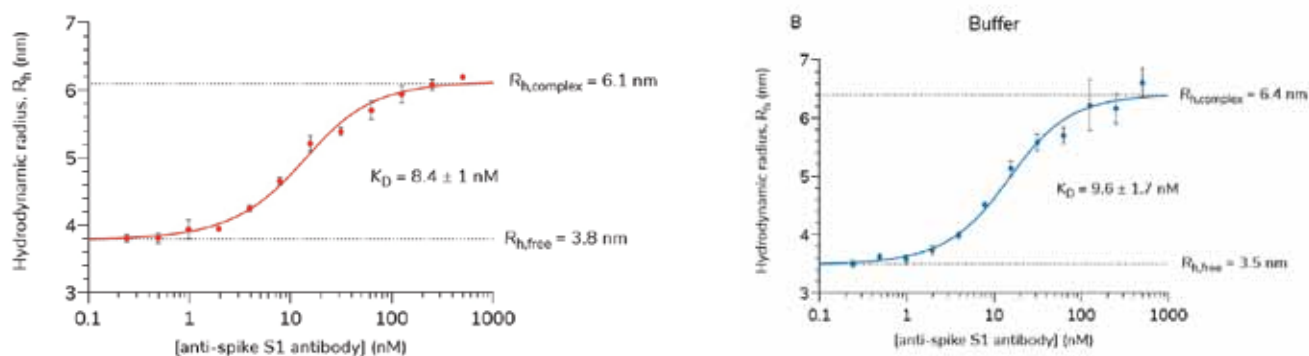 7
6
5
4
3
Hydrodynamic radius, Rₕ (nm)
Rₕ,complex = 6.1 nm
K_D = 8.4 ± 1 nM
Rₕ,free = 3.8 nm
0.1 1 10 100 1000
[anti-spike S1 antibody] (nM)
B Buffer
7
6
5
4
3
Hydrodynamic radius, Rₕ (nm)
Rₕ,complex = 6.4 nm
K_D = 9.6 ± 1.7 nM
Rₕ,free = 3.5 nm
0.1 1 10 100 1000
[anti-spike S1 antibody] (nM)